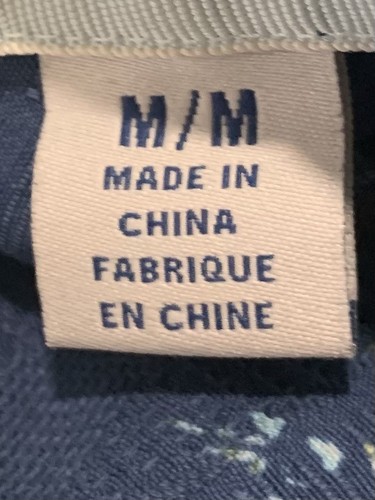 M/M
MADE IN
CHINA
FABRIQUE
EN CHINE